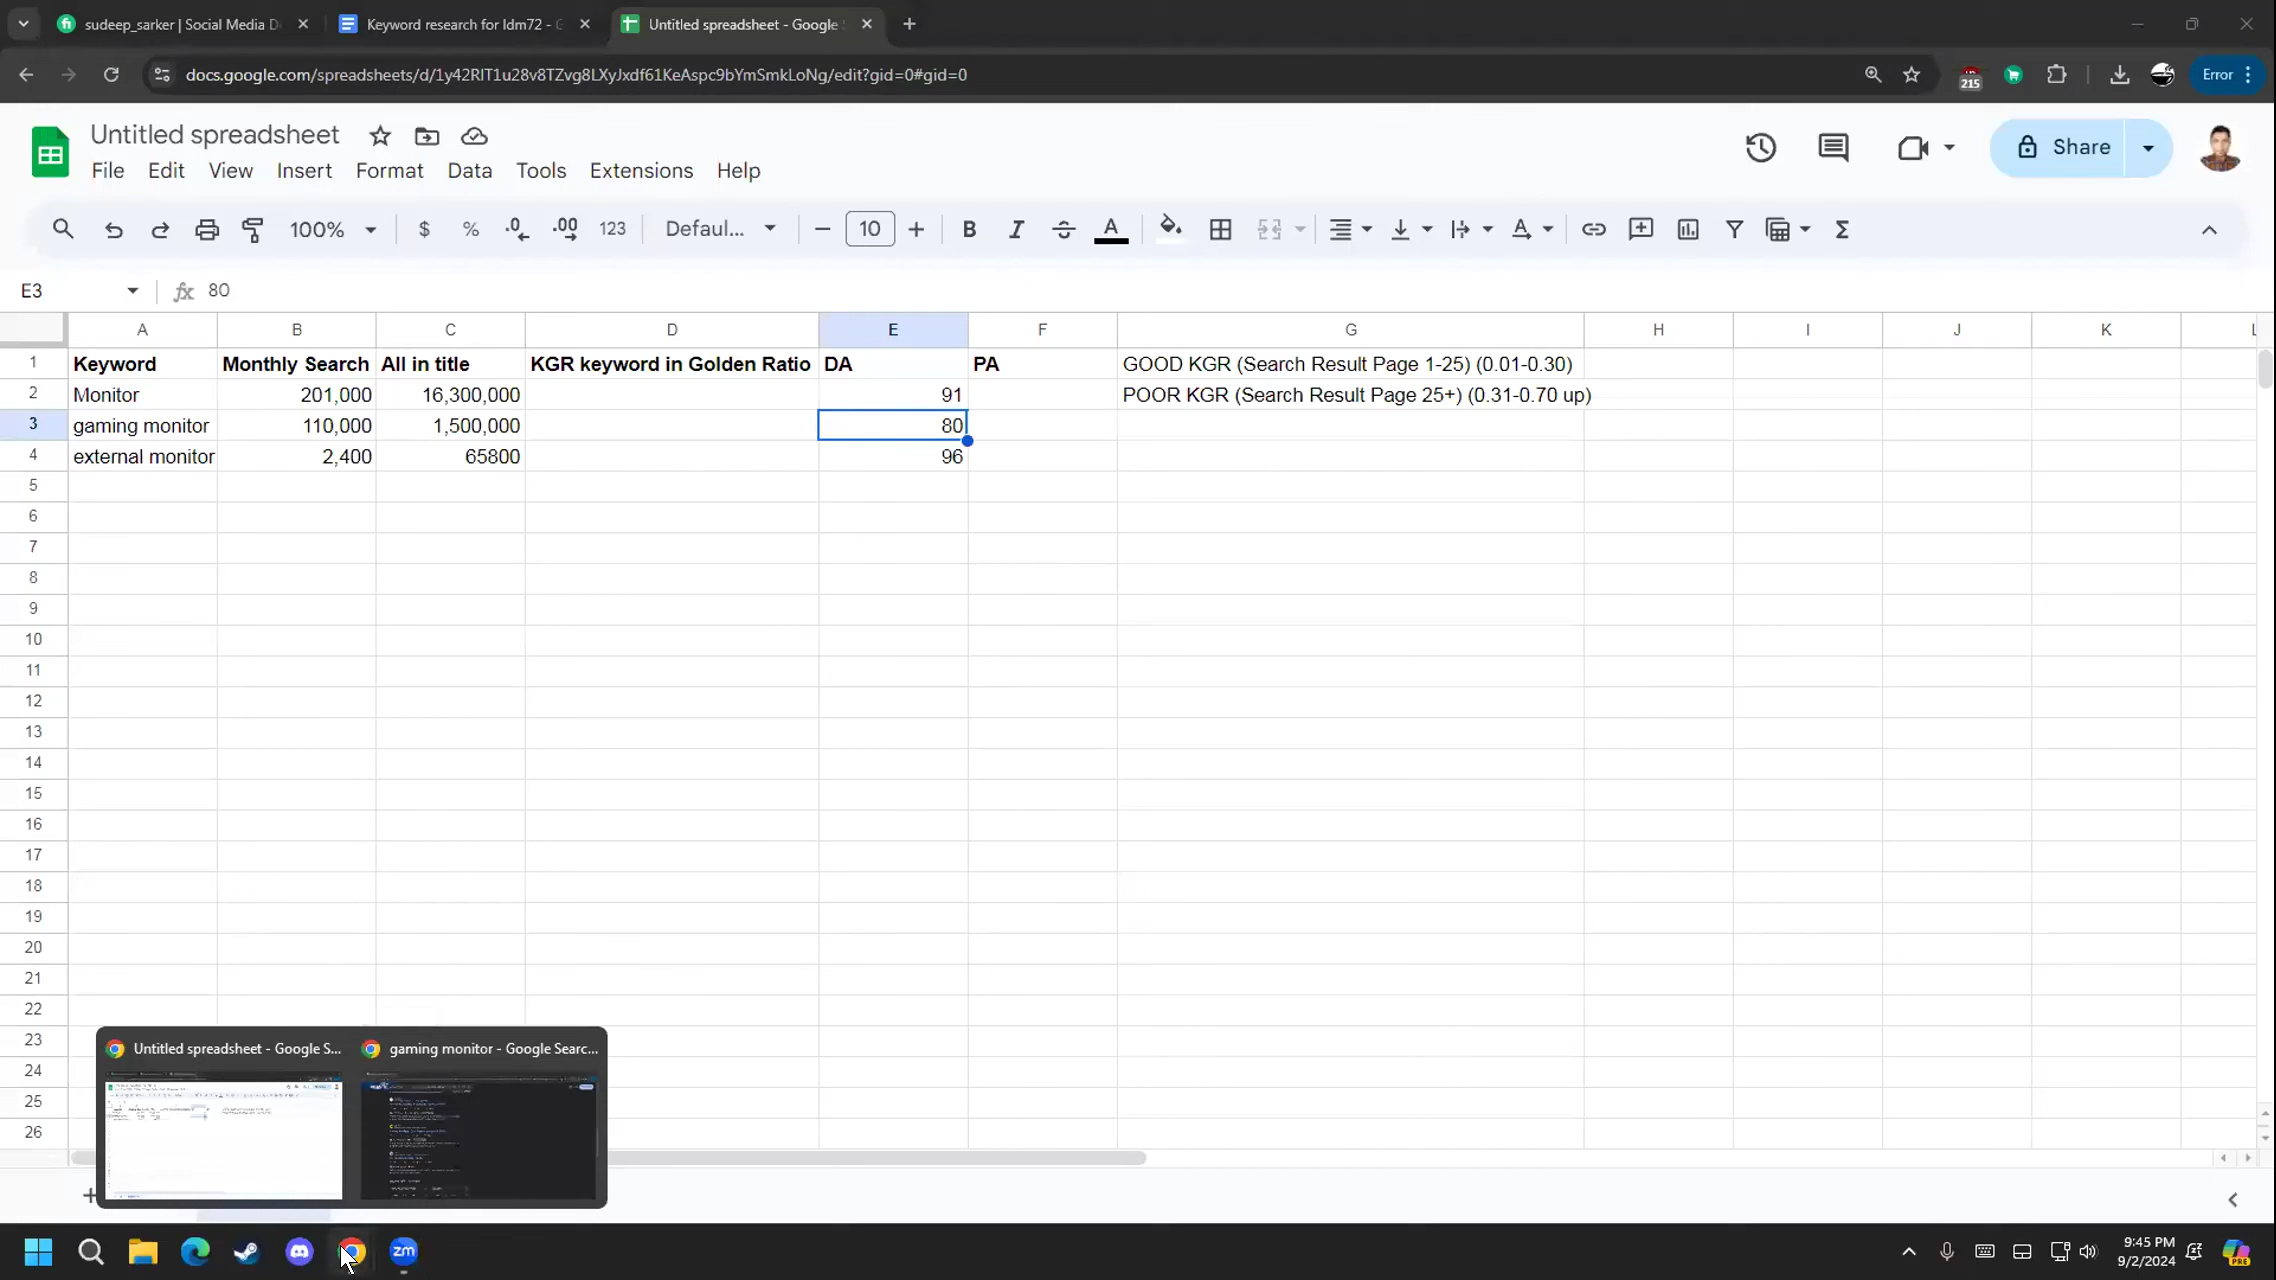 sudeep_sarker | Social Media D
Keyword research for ldm72 - G
Untitled spreadsheet - Google S
docs.google.com/spreadsheets/d/1y42RlT1u28v8TZvg8LXyJxdf61KeAspc9bYmSmkLoNg/edit?gid=0#gid=0
215
Error
Untitled spreadsheet
File Edit View Insert Format Data Tools Extensions Help
Share
100% $ % .0 .00 123 Defaul... 10 B I A
E3 fx 80
A B C D E F G H I J K L
1 Keyword Monthly Search All in title KGR keyword in Golden Ratio DA PA GOOD KGR (Search Result Page 1-25) (0.01-0.30)
2 Monitor 201,000 16,300,000 91 POOR KGR (Search Result Page 25+) (0.31-0.70 up)
3 gaming monitor 110,000 1,500,000 80
4 external monitor 2,400 65800 96
5
6
7
8
9
10
11
12
13
14
15
16
17
18
19
20
21
22
23
24
25
26
Untitled spreadsheet - Google S...
gaming monitor - Google Searc...
zm
9:45 PM
9/2/2024
PRE